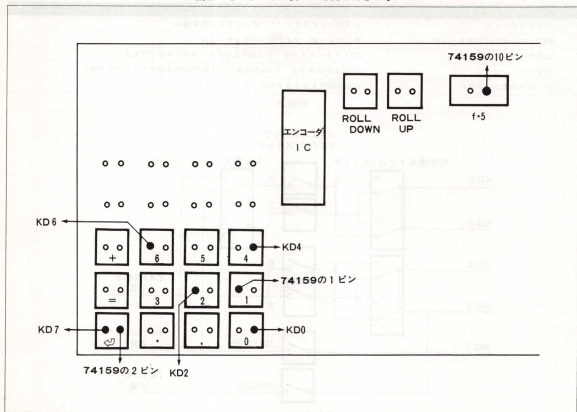 74159の10ピン
エンコーダ
IC
ROLL
DOWN
ROLL
UP
f・5
KD6
+
6
5
4
KD4
=
3
2
1
74159の1ピン
KD7
・
.
0
KD0
74159の2ピン
KD2